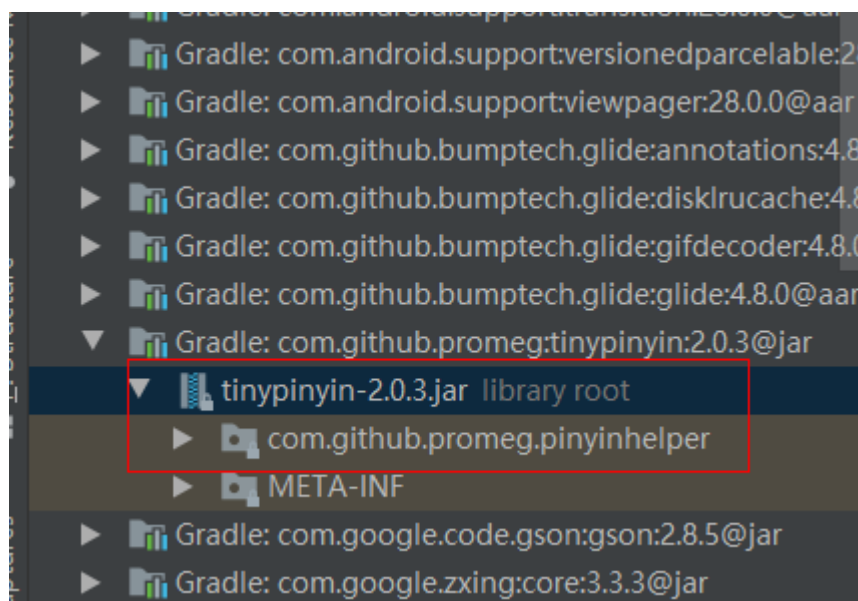 Gradle: com.android.support:versionedparcelable:2
Gradle: com.android.support:viewpager:28.0.0@aar
Gradle: com.github.bumptech.glide:annotations:4.8
Gradle: com.github.bumptech.glide:disklrucache:4.8
Gradle: com.github.bumptech.glide:gifdecoder:4.8.0
Gradle: com.github.bumptech.glide:glide:4.8.0@aar
Gradle: com.github.promeg:tinypinyin:2.0.3@jar
tinypinyin-2.0.3.jar library root
com.github.promeg.pinyinhelper
META-INF
Gradle: com.google.code.gson:gson:2.8.5@jar
Gradle: com.google.zxing:core:3.3.3@jar